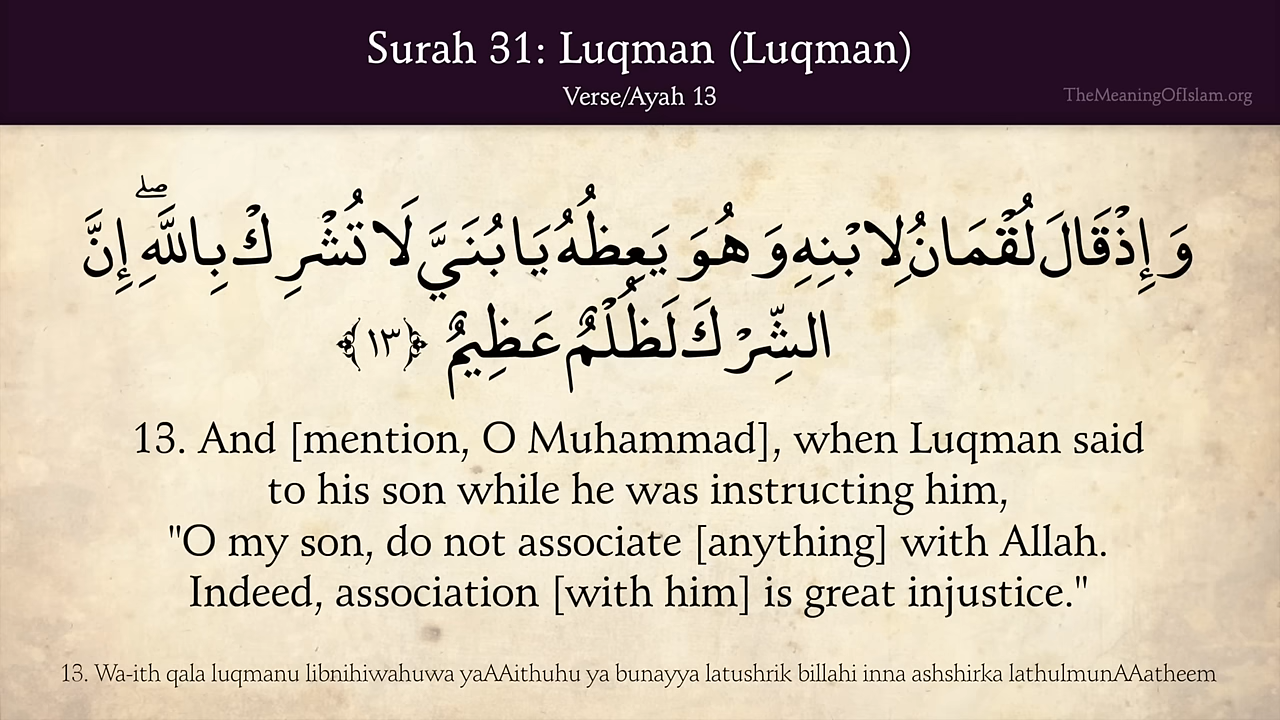 Surah 31: Luqman (Luqman)
Verse/Ayah 13
TheMeaningOfIslam.org
وَإِذْ قَالَ لُقْمَانُ لِابْنِهِ وَهُوَ يَعِظُهُ يَا بُنَيَّ لَا تُشْرِكْ بِاللَّهِ ۖ إِنَّ
الشِّرْكَ لَظُلْمٌ عَظِيمٌ ﴿١٣﴾
13. And [mention, O Muhammad], when Luqman said
to his son while he was instructing him,
"O my son, do not associate [anything] with Allah.
Indeed, association [with him] is great injustice."
13. Wa-ith qala luqmanu libnihiwahuwa yaAAithuhu ya bunayya latushrik billahi inna ashshirka lathulmunAAatheem